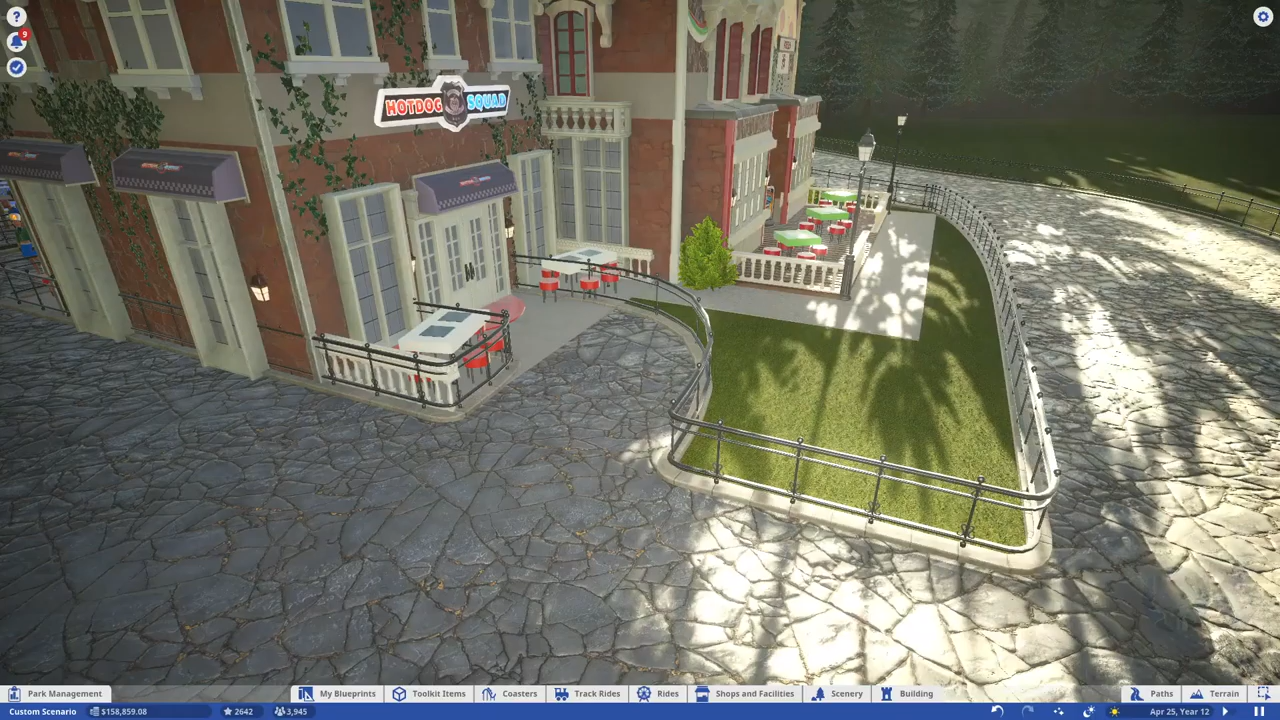 ?
9
HOTDOG SQUAD
Park Management
My Blueprints
Toolkit Items
Coasters
Track Rides
Rides
Shops and Facilities
Scenery
Building
Paths
Terrain
Custom Scenario
$158,859.08
2642
3,945
Apr 25, Year 12